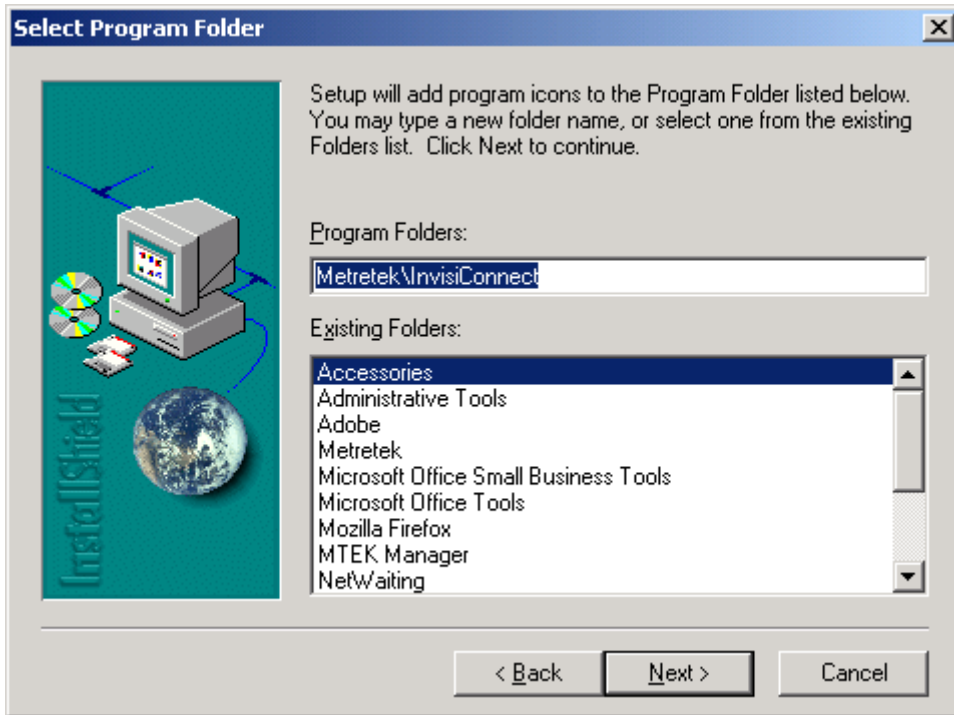 Select Program Folder
Setup will add program icons to the Program Folder listed below.
You may type a new folder name, or select one from the existing
Folders list.  Click Next to continue.
Program Folders:
Metretek\InvisiConnect
Existing Folders:
Accessories
Administrative Tools
Adobe
Metretek
Microsoft Office Small Business Tools
Microsoft Office Tools
Mozilla Firefox
MTEK Manager
NetWaiting
InstallShield
< Back
Next >
Cancel